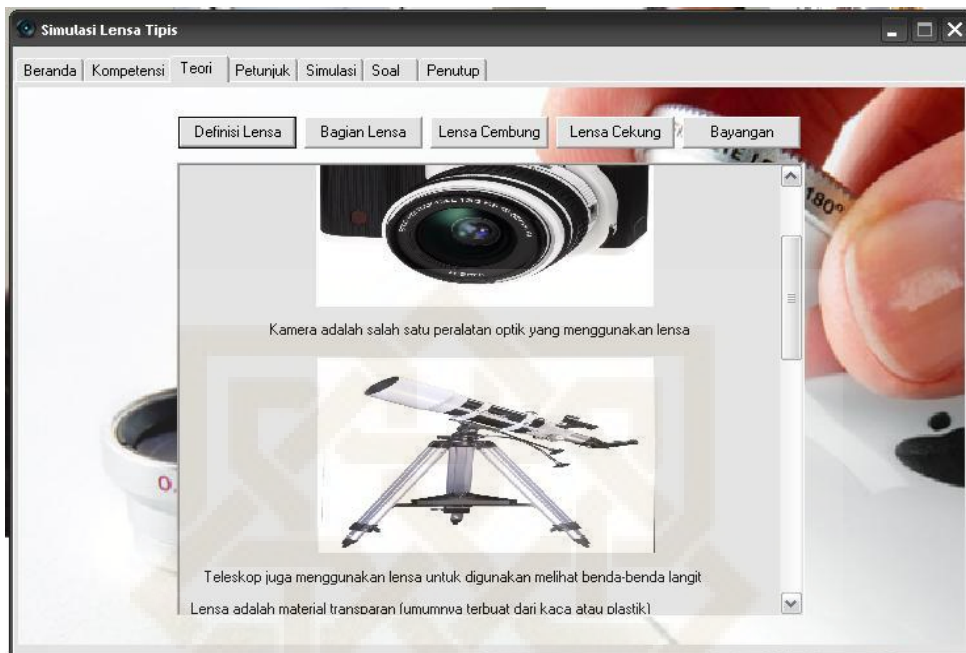 Simulasi Lensa Tipis
Beranda Kompetensi Teori Petunjuk Simulasi Soal Penutup
Definisi Lensa Bagian Lensa Lensa Cembung Lensa Cekung Bayangan
180°
Kamera adalah salah satu peralatan optik yang menggunakan lensa
0.
Teleskop juga menggunakan lensa untuk digunakan melihat benda-benda langit
Lensa adalah material transparan (umumnya terbuat dari kaca atau plastik)